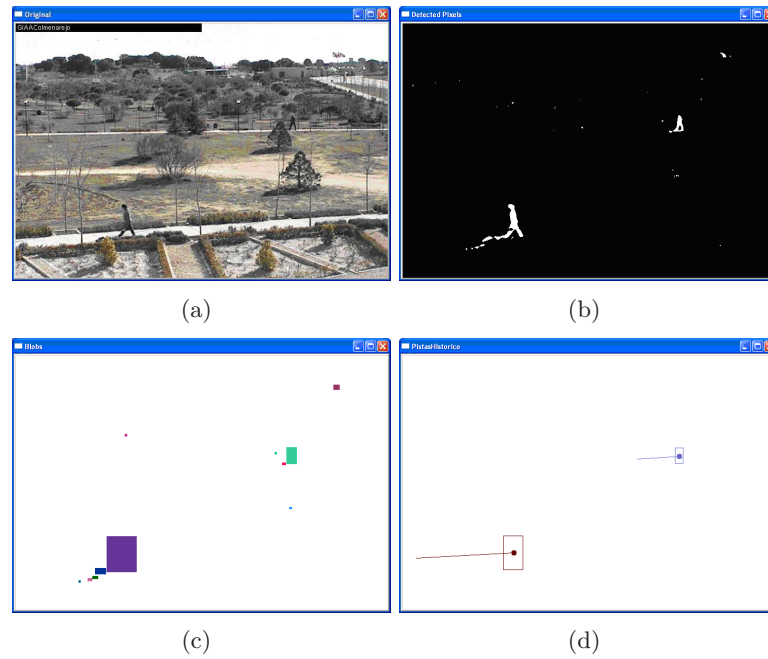 Original
Detected Pixels
GIAAColmenarejo
(a)
(b)
Blobs
PistasHistorico
(c)
(d)